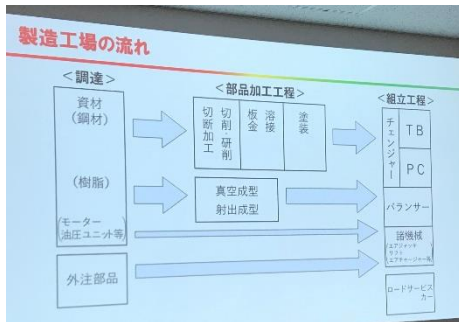 製造工場の流れ
＜調達＞
資材
(鋼材)
(樹脂)
(モーター
油圧ユニット等)
外注部品
＜部品加工工程＞
切断加工
切削・研削
板金
溶接
塗装
真空成型
射出成型
＜組立工程＞
チェンジャー
TB
PC
バランサー
諸機械
ロードサービス
カー